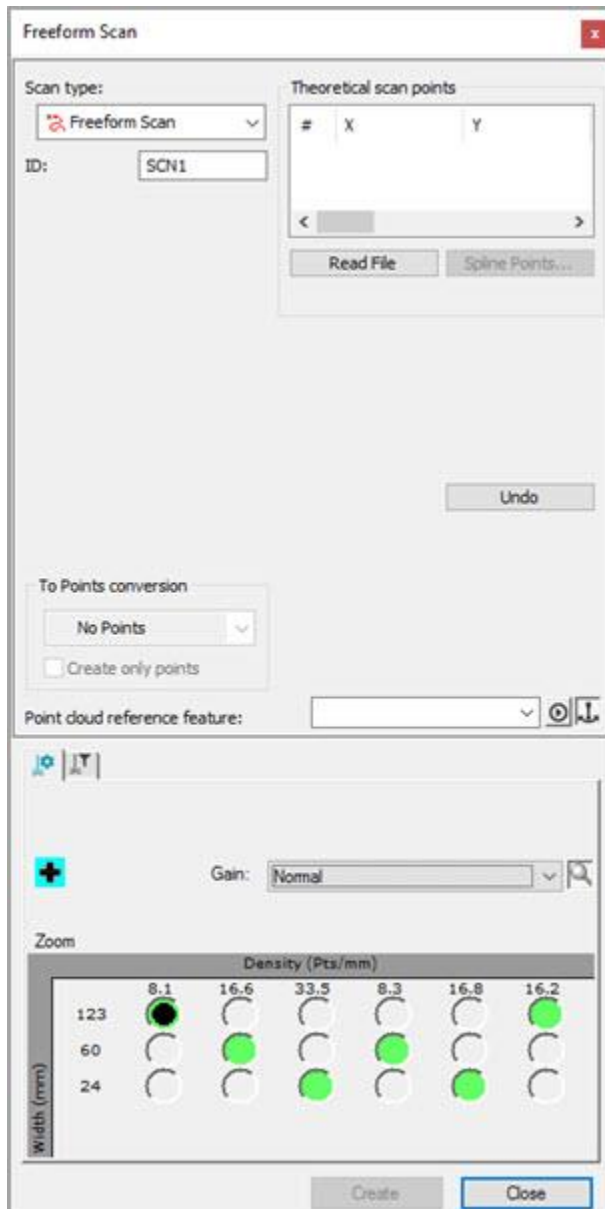 Freeform Scan
x
Scan type:
Freeform Scan
ID:
SCN1
Theoretical scan points
# X Y
Read File
Spline Points...
Undo
To Points conversion
No Points
Create only points
Point cloud reference feature:
Gain:
Normal
Zoom
Density (Pts/mm)
8.1 16.6 33.5 8.3 16.8 16.2
123
60
24
Width (mm)
Create
Close